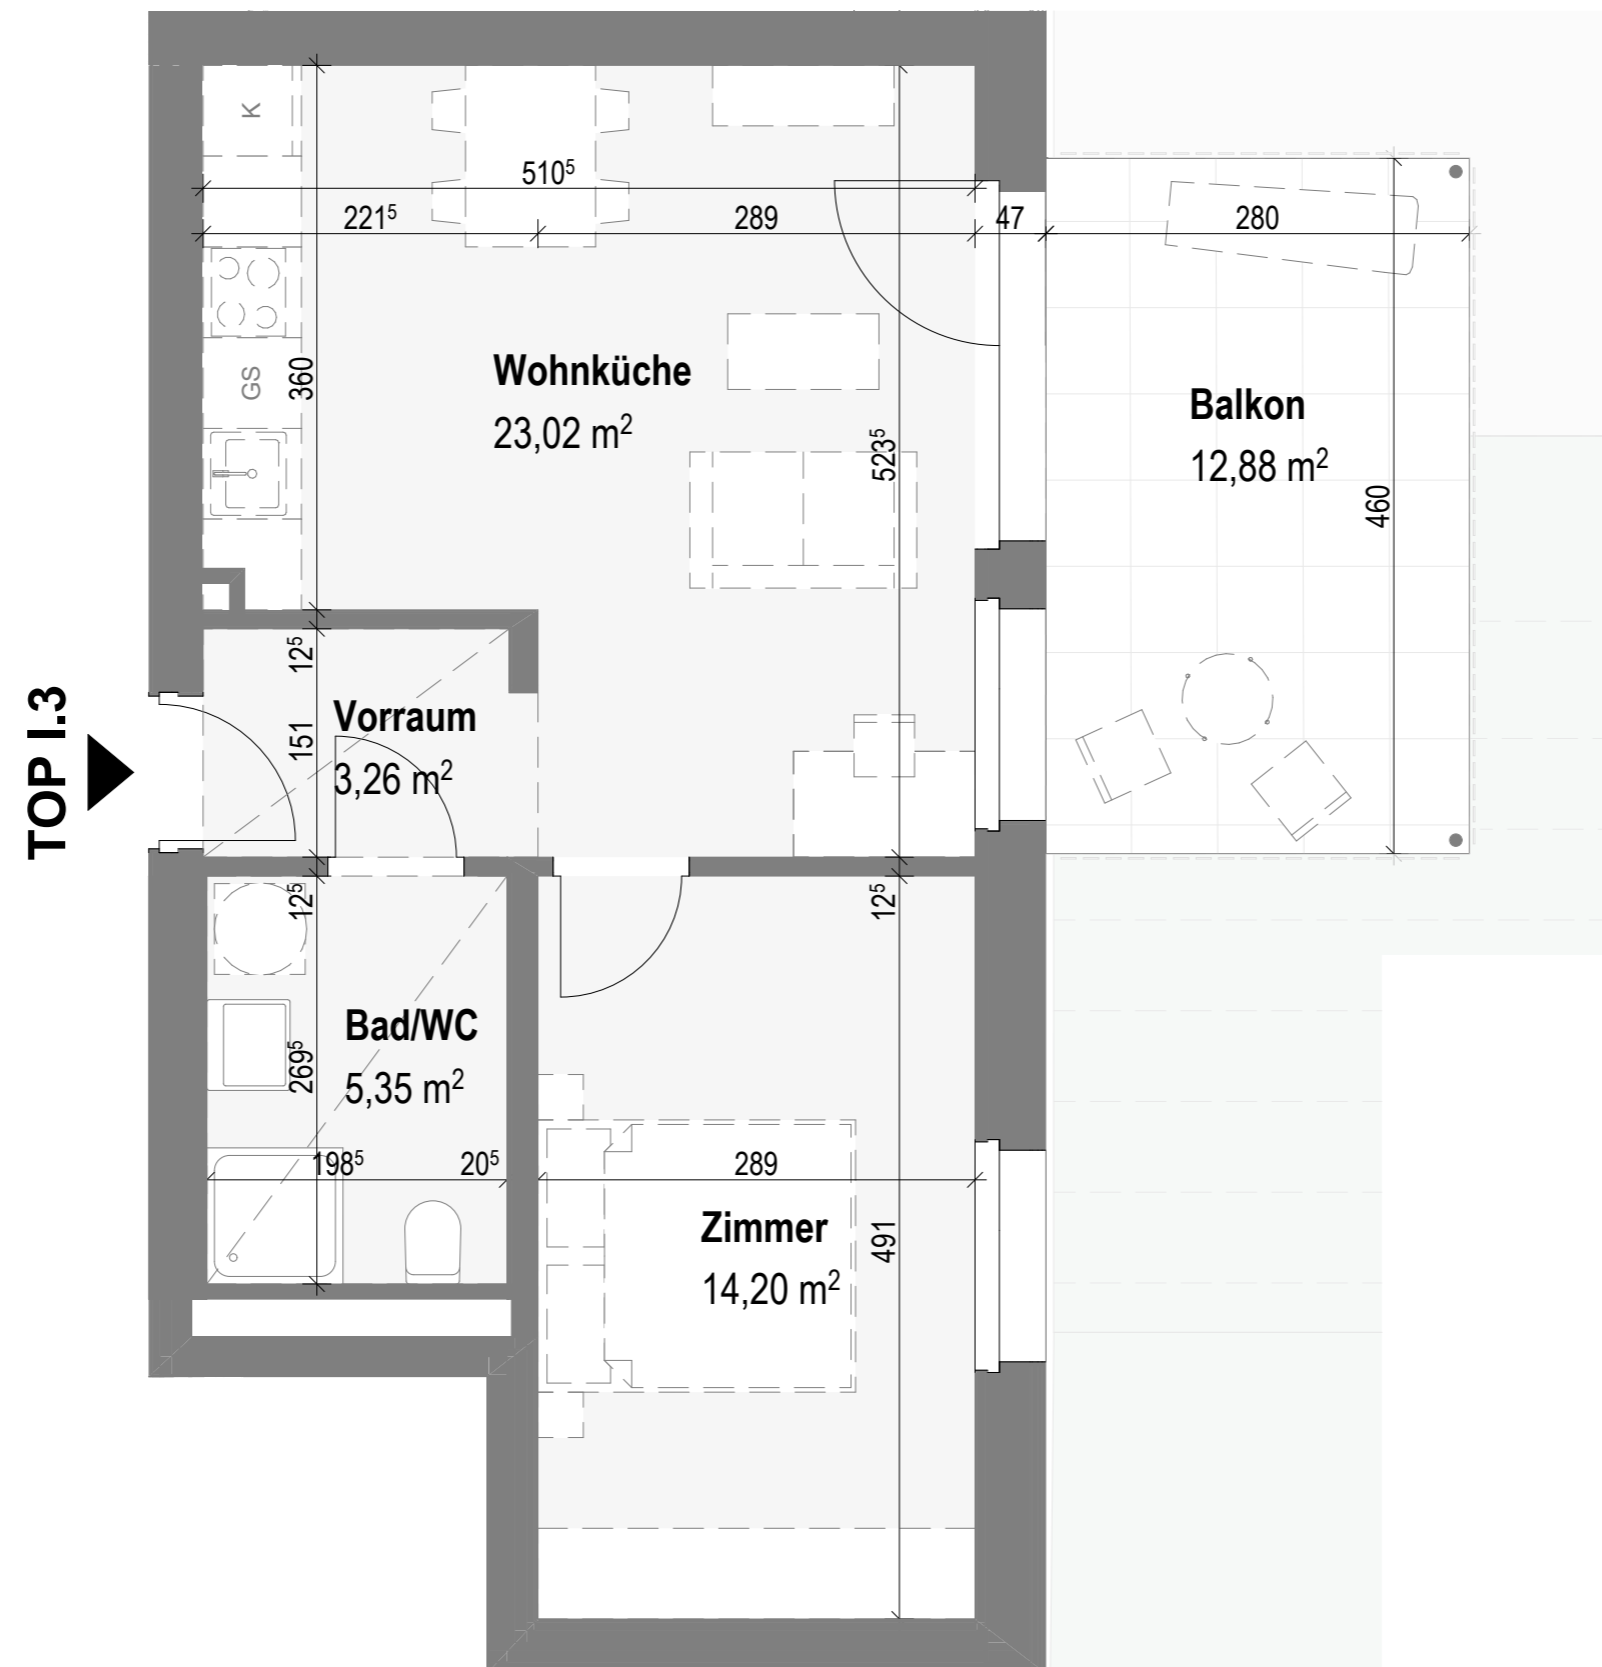 K
510⁵
221⁵
289
47
280
GS
360
Wohnküche
23,02 m²
523⁵
Balkon
12,88 m²
460
TOP I.3
12⁵
151
Vorraum
3,26 m²
12⁵
12⁵
269⁵
Bad/WC
5,35 m²
198⁵
20⁵
289
Zimmer
14,20 m²
491